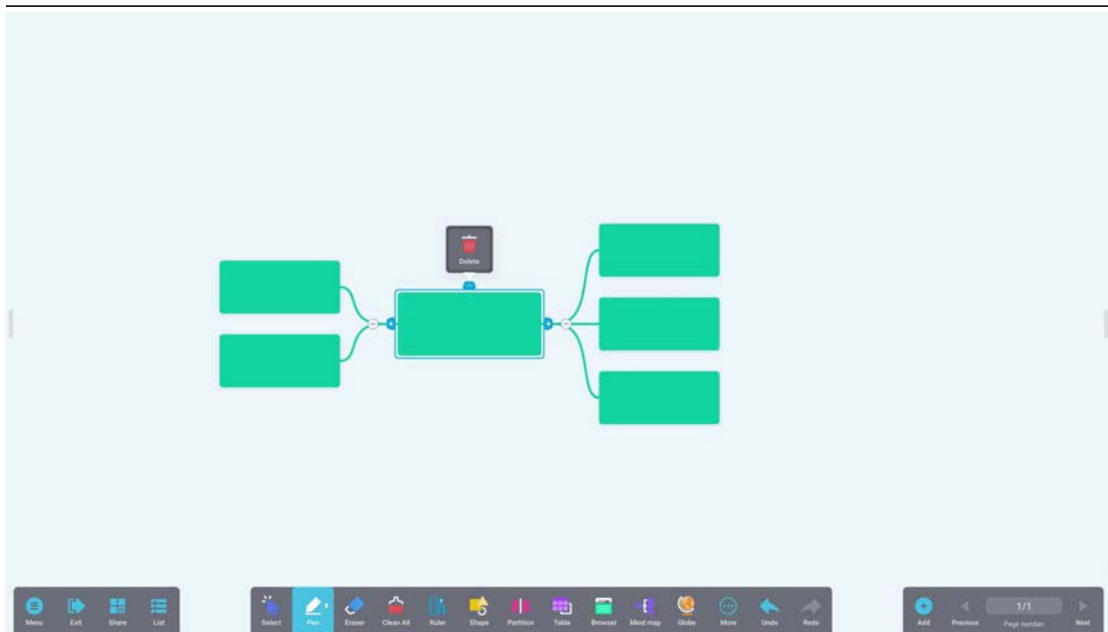 Delete
Menu
Exit
Share
List
Select
Pen
Eraser
Clean All
Ruler
Shape
Partition
Table
Browser
Mind map
Globe
More
Undo
Redo
Add
Previous
1/1
Page number
Next